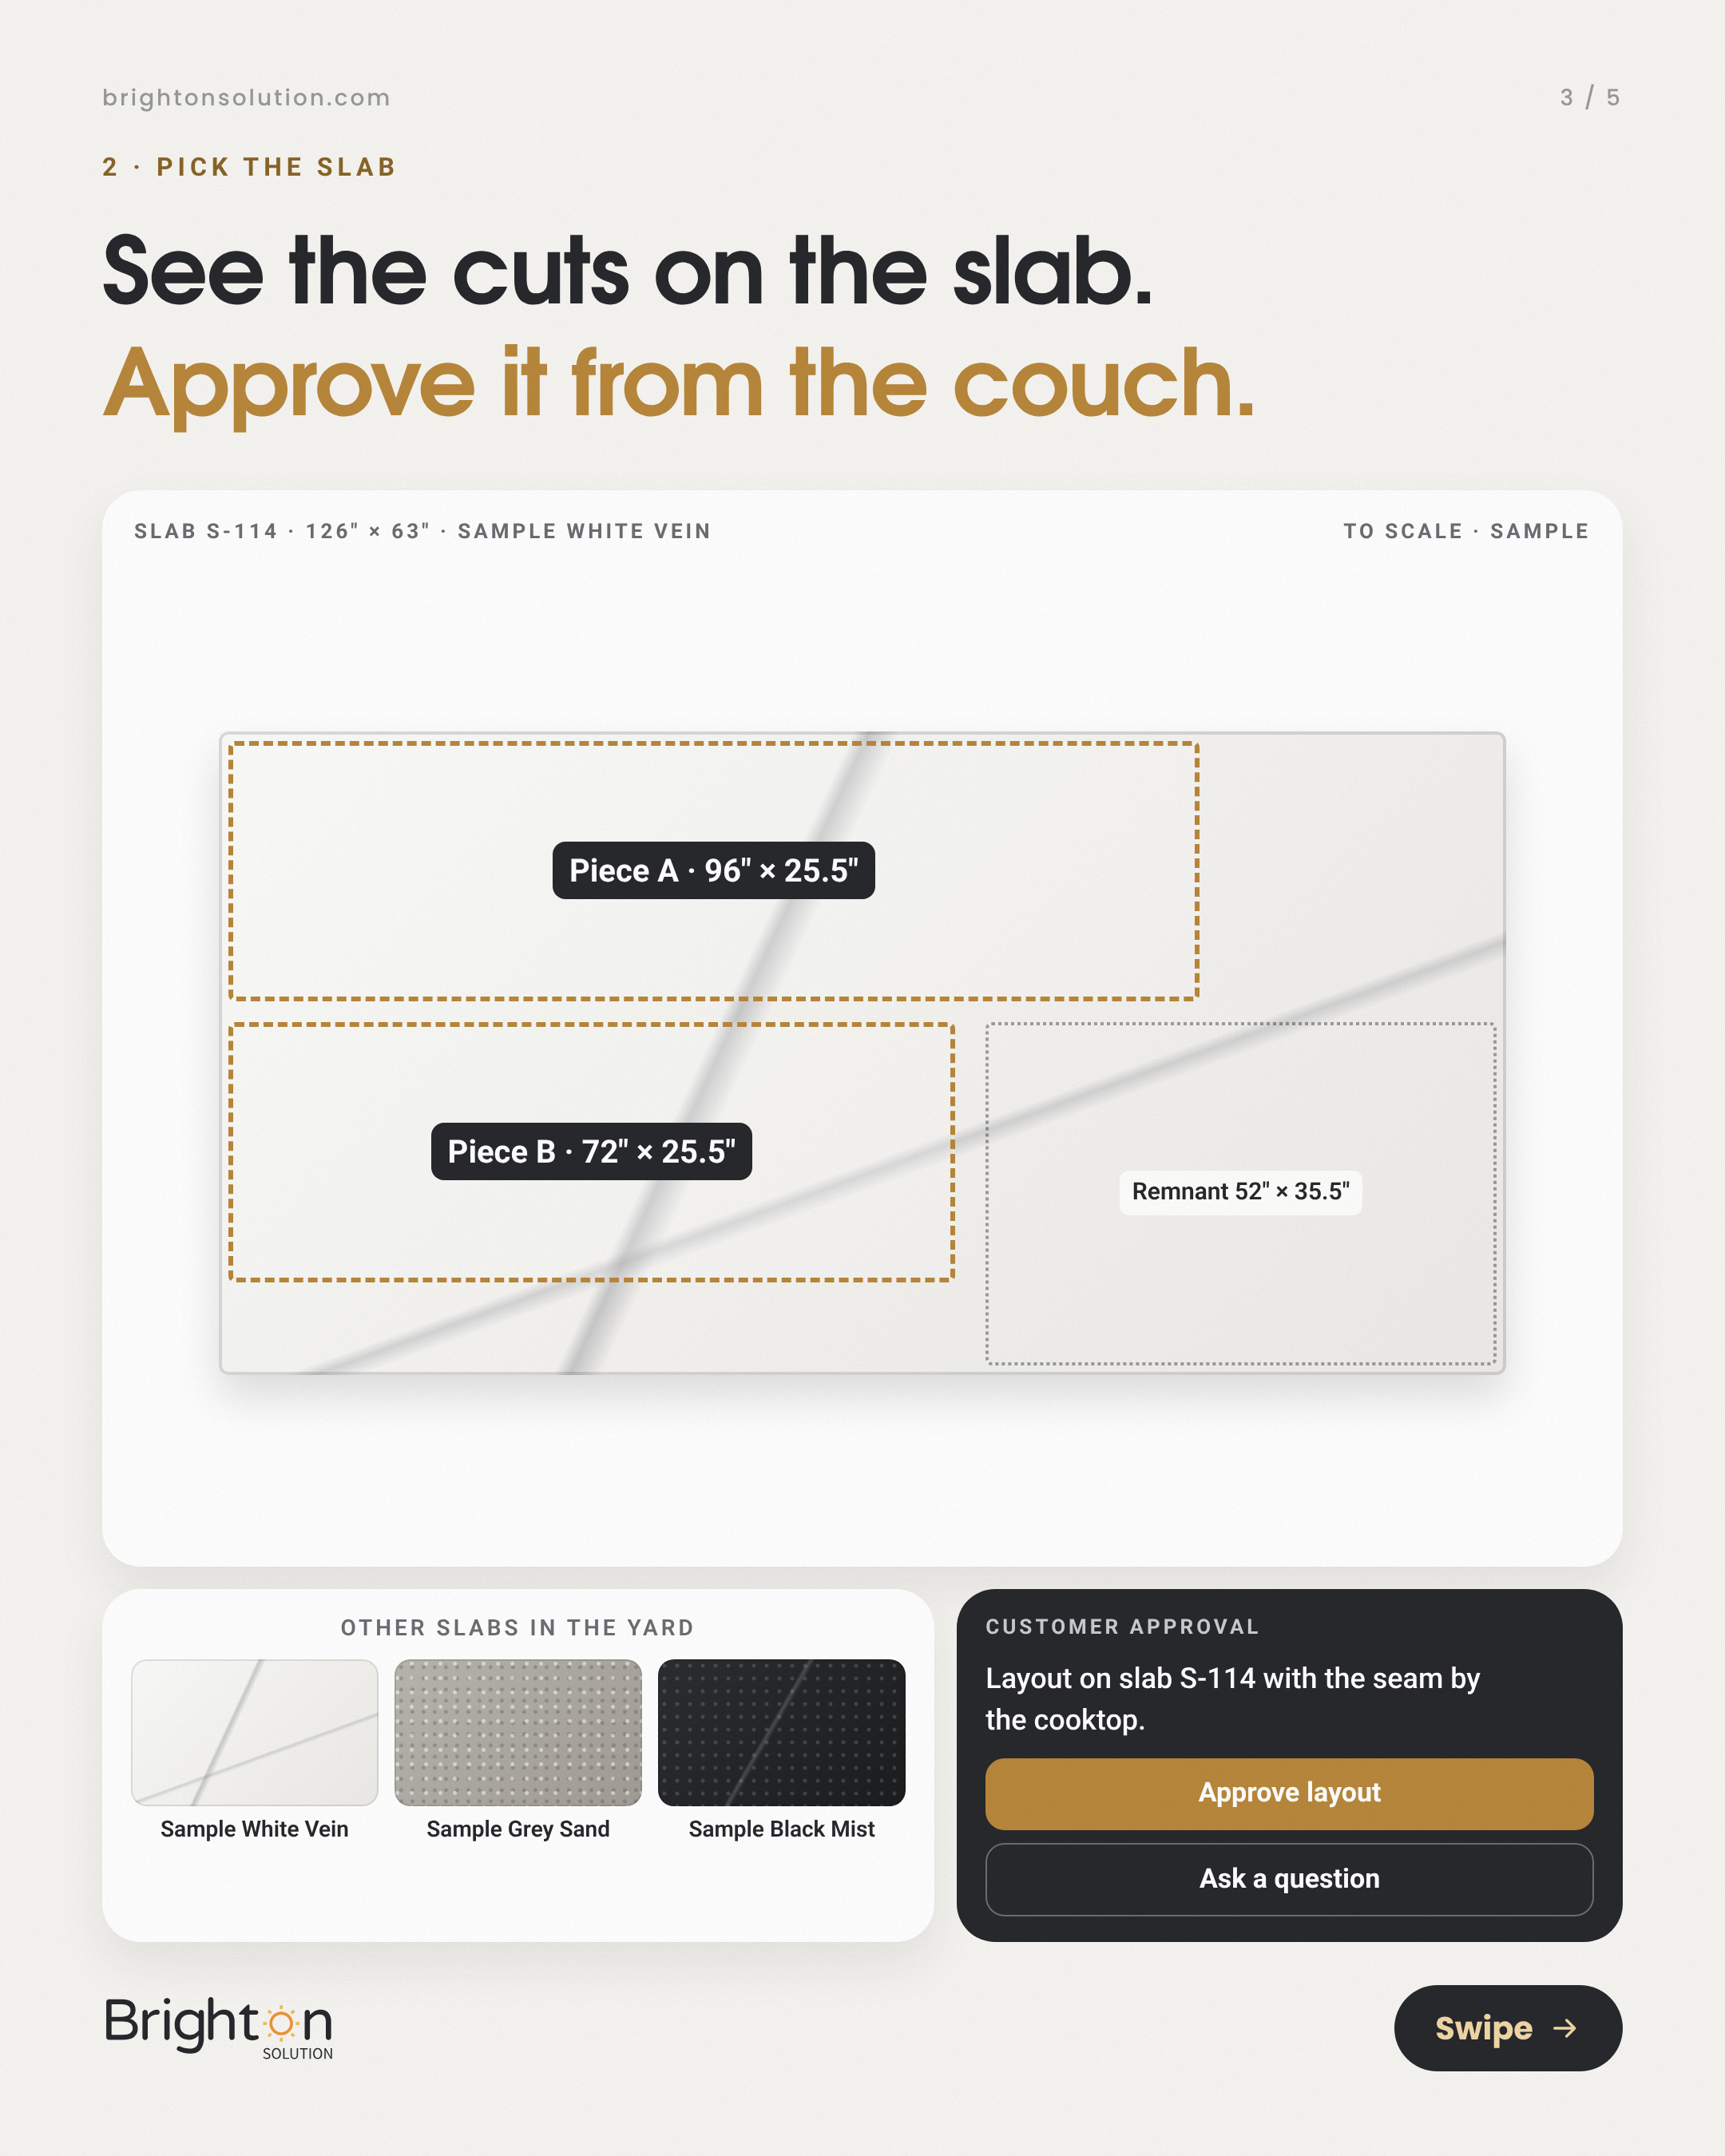 brightonsolution.com
3 / 5
2 · PICK THE SLAB
See the cuts on the slab.
Approve it from the couch.
SLAB S-114 · 126" × 63" · SAMPLE WHITE VEIN
TO SCALE · SAMPLE
Piece A · 96" × 25.5"
Piece B · 72" × 25.5"
Remnant 52" × 35.5"
OTHER SLABS IN THE YARD
Sample White Vein
Sample Grey Sand
Sample Black Mist
CUSTOMER APPROVAL
Layout on slab S-114 with the seam by
the cooktop.
Approve layout
Ask a question
Brighton
SOLUTION
Swipe →